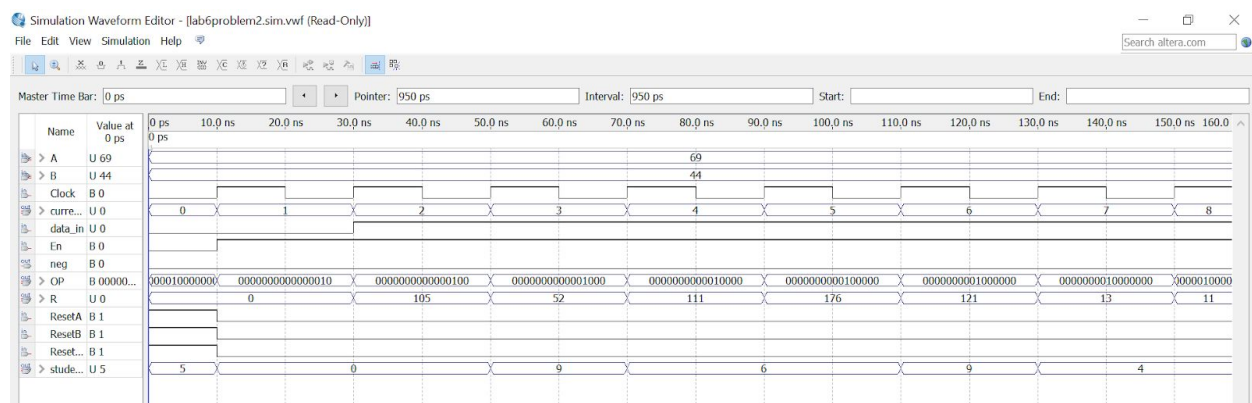 Simulation Waveform Editor - [lab6problem2.sim.vwf (Read-Only)]
File Edit View Simulation Help
Search altera.com
Master Time Bar: 0 ps Pointer: 950 ps Interval: 950 ps Start: End:
Name Value at 0 ps 0 ps 10.0 ns 20.0 ns 30.0 ns 40.0 ns 50.0 ns 60.0 ns 70.0 ns 80.0 ns 90.0 ns 100.0 ns 110.0 ns 120.0 ns 130.0 ns 140.0 ns 150.0 ns 160.0
0 ps
A U 69 69
B U 44 44
Clock B 0
curre... U 0 0 1 2 3 4 5 6 7 8
data_in U 0
En B 0
neg B 0
OP B 00000... 000010000000 0000000000000010 0000000000000100 0000000000001000 0000000000010000 0000000000100000 0000000001000000 0000000010000000 0000010000
R U 0 0 105 52 111 176 121 13 11
ResetA B 1
ResetB B 1
Reset... B 1
stude... U 5 5 0 9 6 9 4